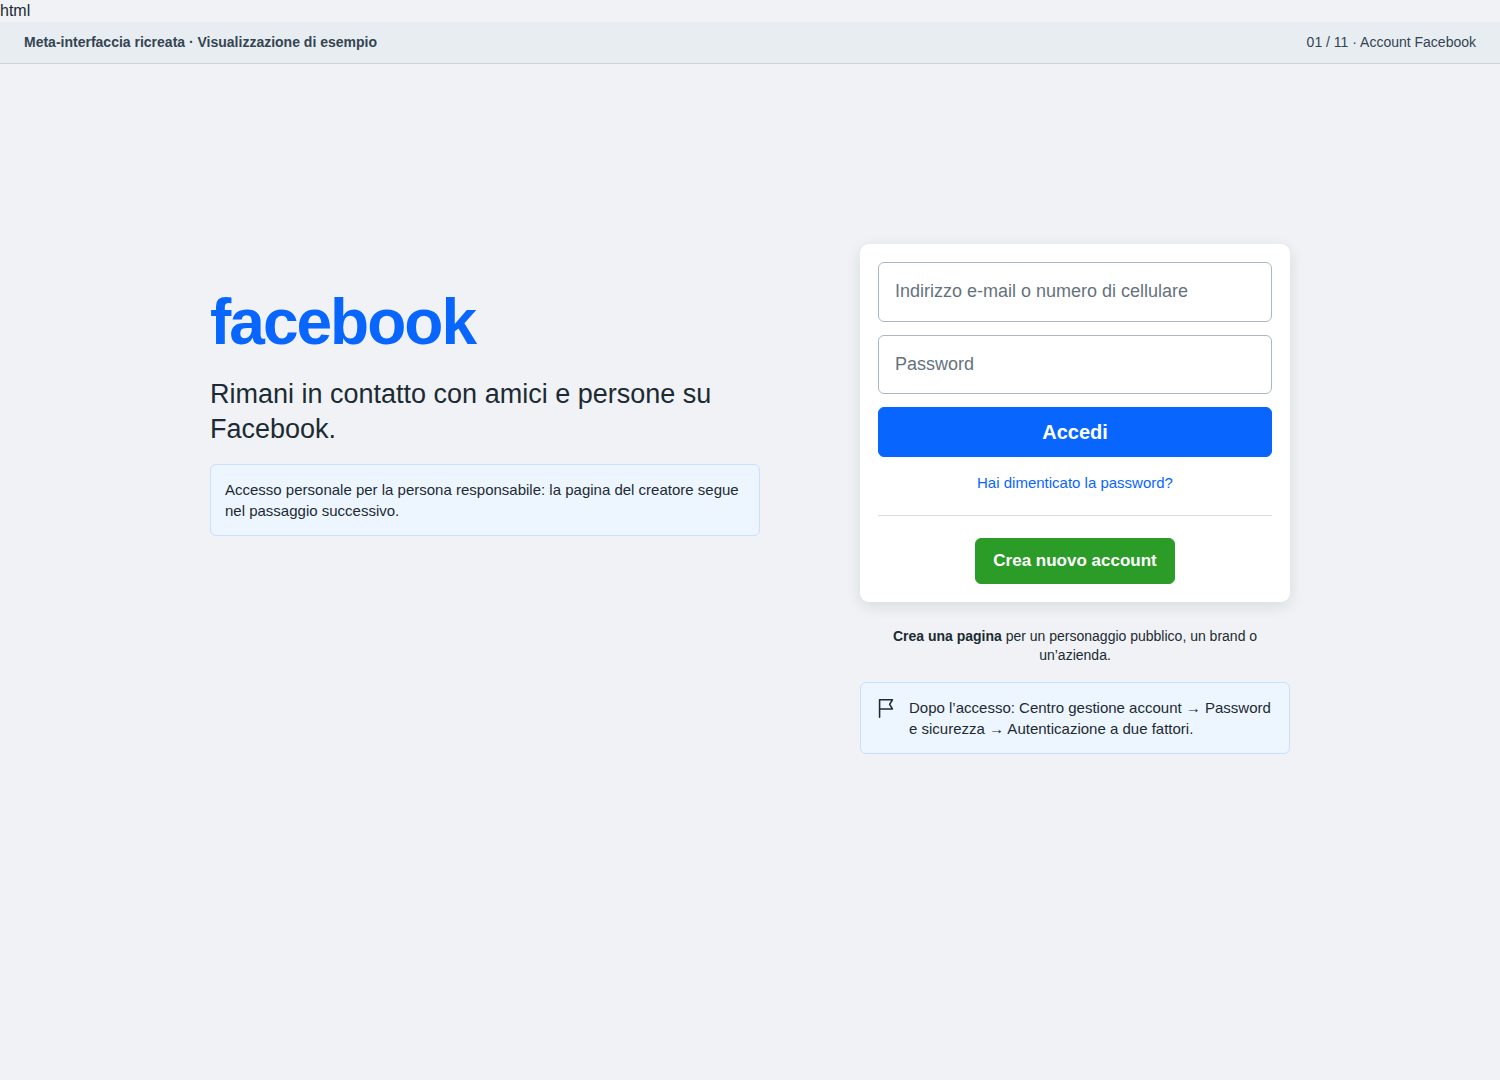 html
Meta-interfaccia ricreata · Visualizzazione di esempio
01 / 11 · Account Facebook
facebook
Rimani in contatto con amici e persone su
Facebook.
Accesso personale per la persona responsabile: la pagina del creatore segue
nel passaggio successivo.
Indirizzo e-mail o numero di cellulare
Password
Accedi
Hai dimenticato la password?
Crea nuovo account
Crea una pagina per un personaggio pubblico, un brand o
un’azienda.
Dopo l’accesso: Centro gestione account → Password
e sicurezza → Autenticazione a due fattori.